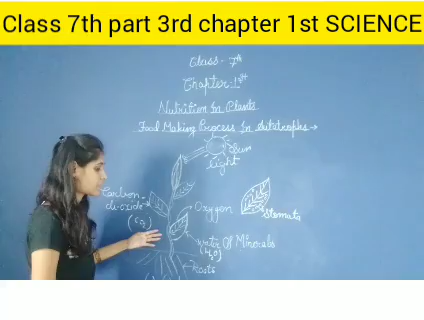 Class 7th part 3rd chapter 1st SCIENCE
Class - 7th
Chapter-1st
Nutrition In Plants
Food Making Process In Autotrophs →
Sun
light
Carbon-
di-oxide
(CO2)
Oxygen
Stomata
water Of Minerals
(H2O)
Roots